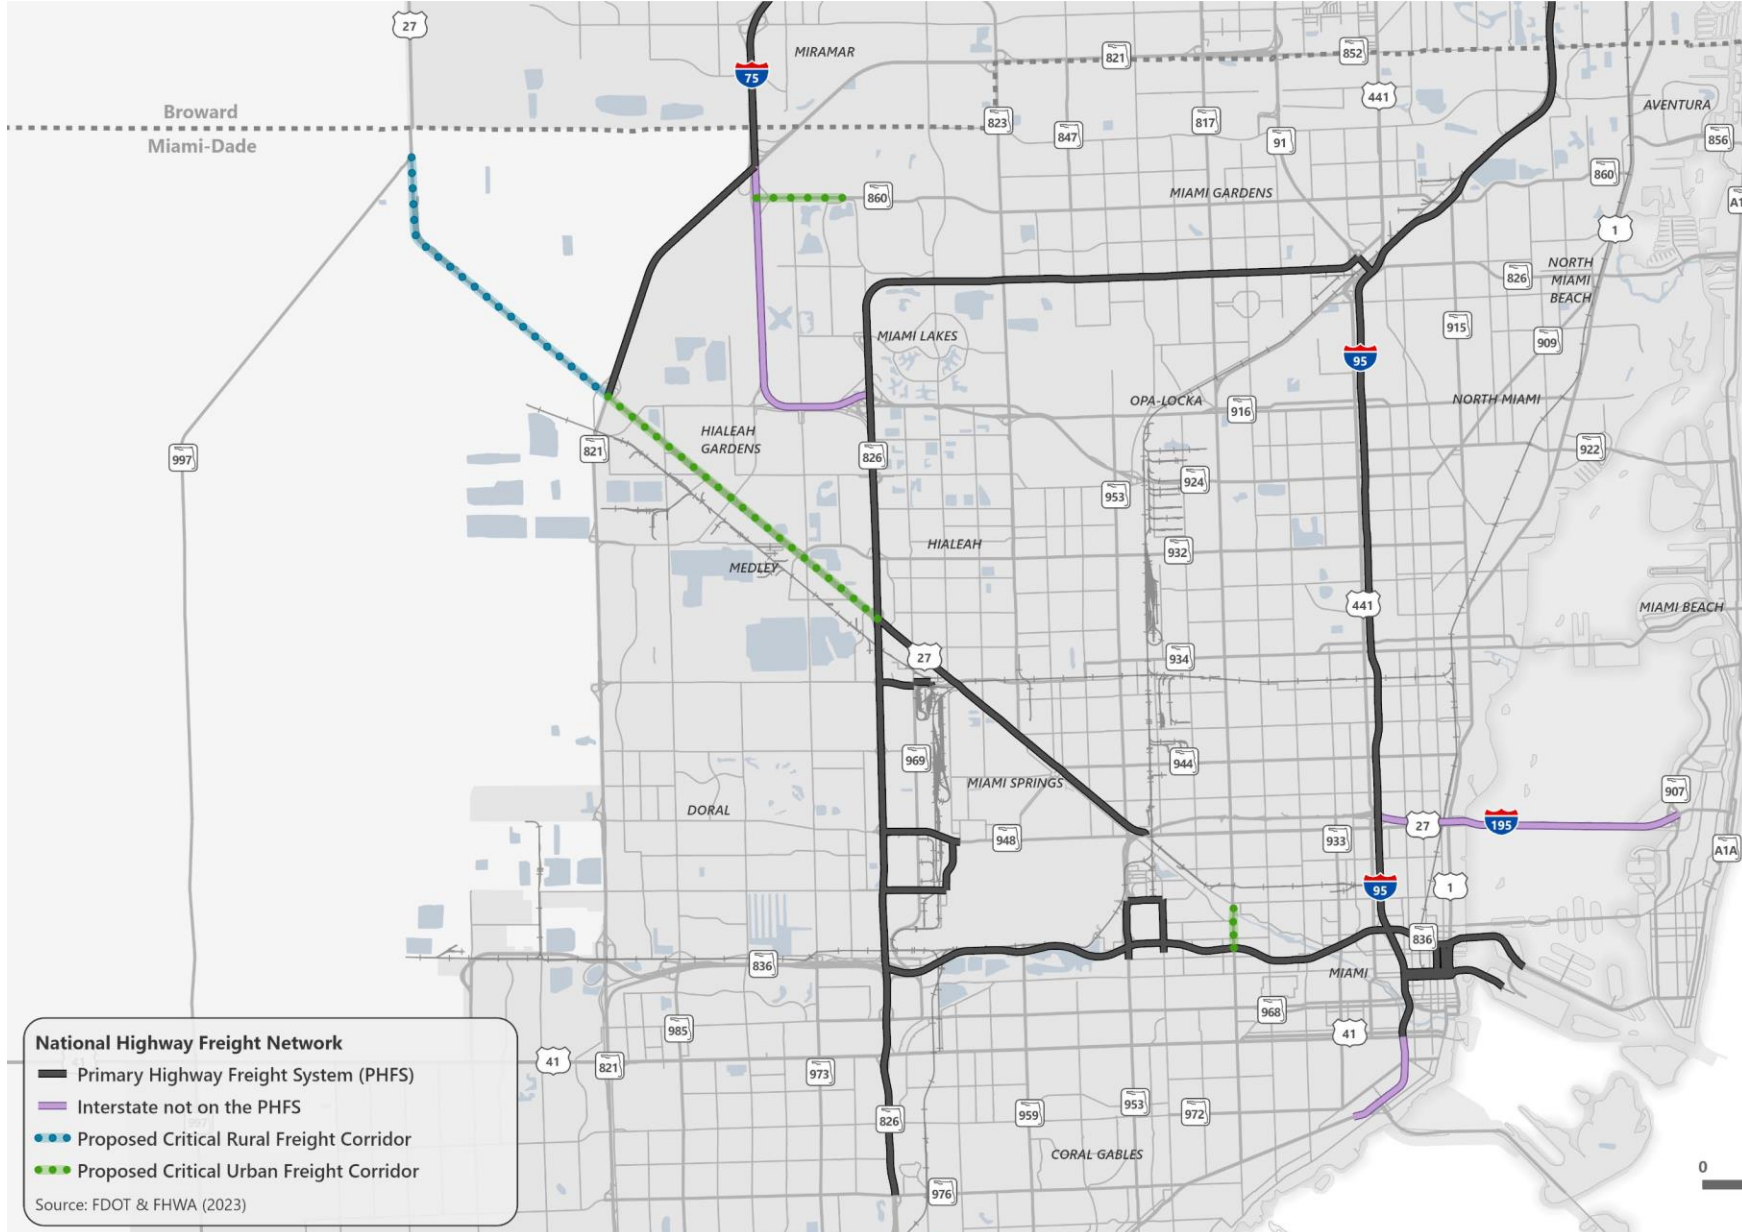 27
MIRAMAR
821
852
75
441
AVENTURA
Broward
Miami-Dade
823
847
817
91
856
860
MIAMI GARDENS
860
A1
1
826
NORTH
MIAMI
BEACH
915
909
MIAMI LAKES
95
OPA-LOCKA
916
NORTH MIAMI
HIALEAH
GARDENS
821
826
922
997
953
924
HIALEAH
932
MEDLEY
441
MIAMI BEACH
27
934
969
944
MIAMI SPRINGS
907
DORAL
948
933
27
195
A1A
95
1
836
836
MIAMI
968
985
41
41
821
973
826
959
953
972
CORAL GABLES
976
0
National Highway Freight Network
Primary Highway Freight System (PHFS)
Interstate not on the PHFS
Proposed Critical Rural Freight Corridor
Proposed Critical Urban Freight Corridor
Source: FDOT & FHWA (2023)